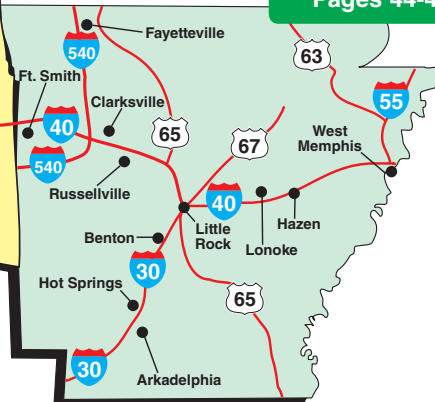 Pages 44-4
Fayetteville
540
63
Ft. Smith
Clarksville
55
40
65
67
West
Memphis
540
Russellville
40
Little
Rock
Hazen
Benton
Lonoke
30
Hot Springs
65
30
Arkadelphia